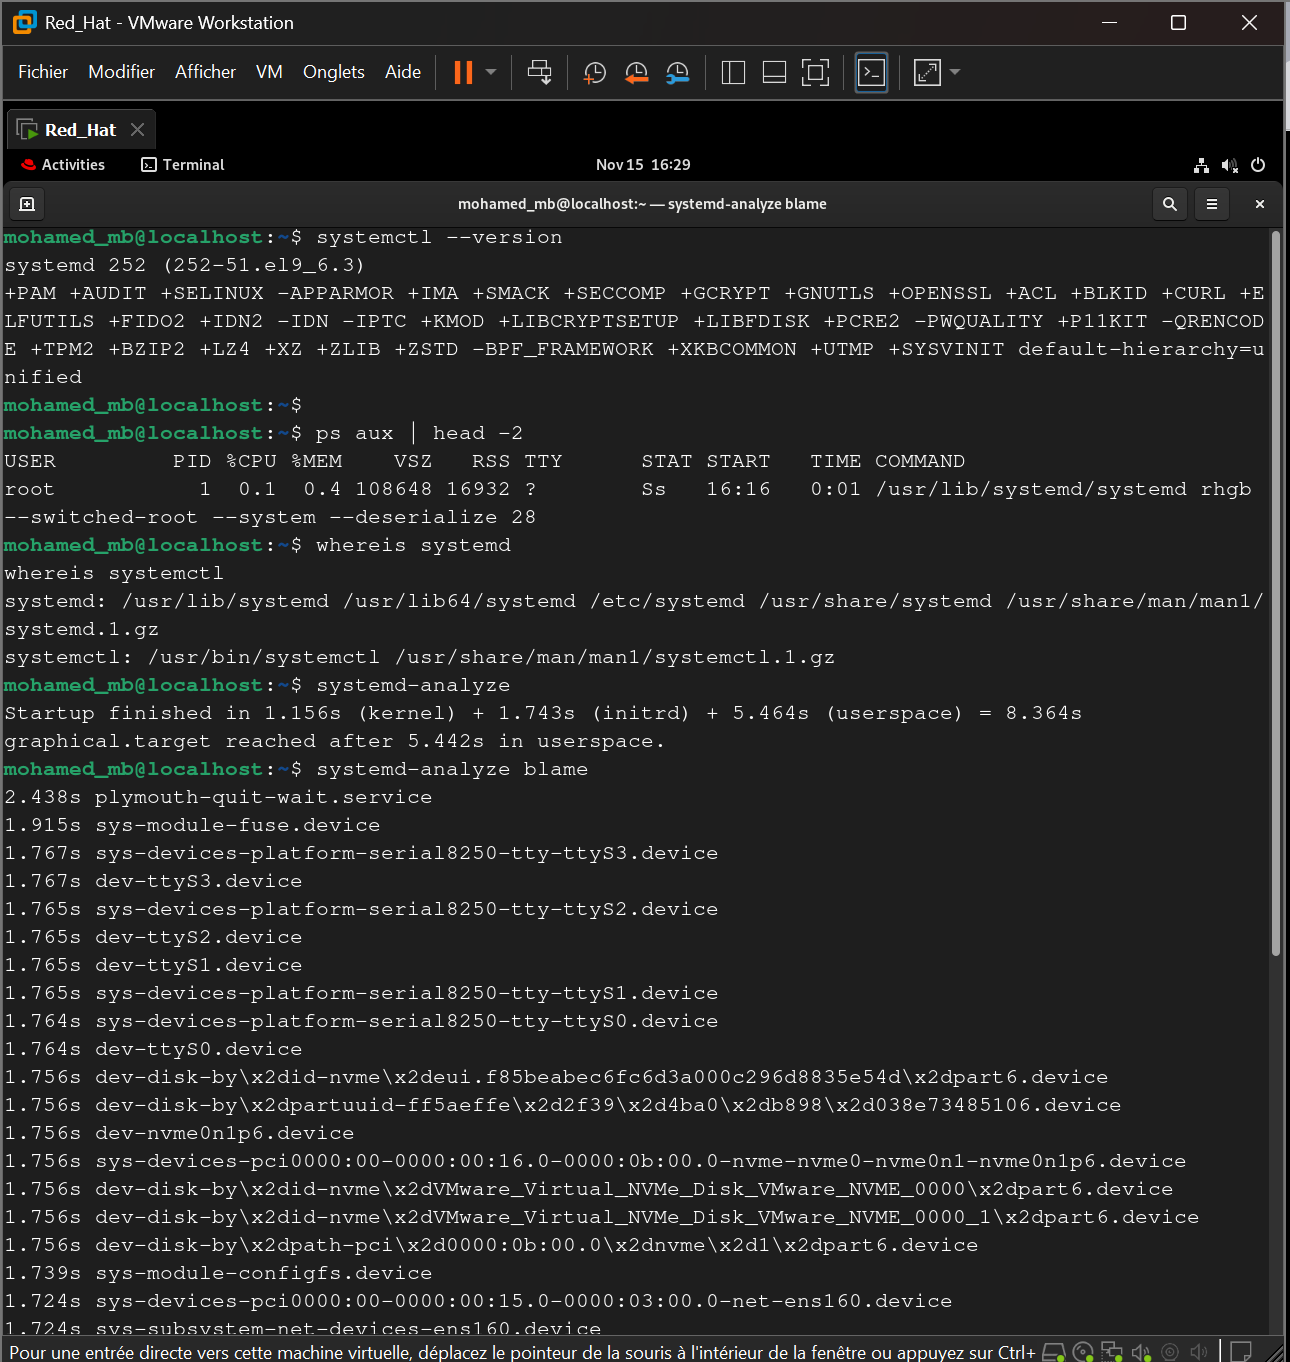 Red_Hat - VMware Workstation
Fichier Modifier Afficher VM Onglets Aide
Red_Hat
Activities Terminal Nov 15 16:29
mohamed_mb@localhost:~ — systemd-analyze blame
mohamed_mb@localhost:~$ systemctl --version
systemd 252 (252-51.el9_6.3)
+PAM +AUDIT +SELINUX -APPARMOR +IMA +SMACK +SECCOMP +GCRYPT +GNUTLS +OPENSSL +ACL +BLKID +CURL +E
LFUTILS +FIDO2 +IDN2 -IDN -IPTC +KMOD +LIBCRYPTSETUP +LIBFDISK +PCRE2 -PWQUALITY +P11KIT -QRENCOD
E +TPM2 +BZIP2 +LZ4 +XZ +ZLIB +ZSTD -BPF_FRAMEWORK +XKBCOMMON +UTMP +SYSVINIT default-hierarchy=u
nified
mohamed_mb@localhost:~$
mohamed_mb@localhost:~$ ps aux | head -2
USER         PID %CPU %MEM    VSZ   RSS TTY      STAT START   TIME COMMAND
root           1  0.1  0.4 108648 16932 ?        Ss   16:16   0:01 /usr/lib/systemd/systemd rhgb
--switched-root --system --deserialize 28
mohamed_mb@localhost:~$ whereis systemd
whereis systemctl
systemd: /usr/lib/systemd /usr/lib64/systemd /etc/systemd /usr/share/systemd /usr/share/man/man1/
systemd.1.gz
systemctl: /usr/bin/systemctl /usr/share/man/man1/systemctl.1.gz
mohamed_mb@localhost:~$ systemd-analyze
Startup finished in 1.156s (kernel) + 1.743s (initrd) + 5.464s (userspace) = 8.364s
graphical.target reached after 5.442s in userspace.
mohamed_mb@localhost:~$ systemd-analyze blame
2.438s plymouth-quit-wait.service
1.915s sys-module-fuse.device
1.767s sys-devices-platform-serial8250-tty-ttyS3.device
1.767s dev-ttyS3.device
1.765s sys-devices-platform-serial8250-tty-ttyS2.device
1.765s dev-ttyS2.device
1.765s dev-ttyS1.device
1.765s sys-devices-platform-serial8250-tty-ttyS1.device
1.764s sys-devices-platform-serial8250-tty-ttyS0.device
1.764s dev-ttyS0.device
1.756s dev-disk-by\x2did-nvme\x2deui.f85beabec6fc6d3a000c296d8835e54d\x2dpart6.device
1.756s dev-disk-by\x2dpartuuid-ff5aeffe\x2d2f39\x2d4ba0\x2db898\x2d038e73485106.device
1.756s dev-nvme0n1p6.device
1.756s sys-devices-pci0000:00-0000:00:16.0-0000:0b:00.0-nvme-nvme0-nvme0n1-nvme0n1p6.device
1.756s dev-disk-by\x2did-nvme\x2dVMware_Virtual_NVMe_Disk_VMware_NVME_0000\x2dpart6.device
1.756s dev-disk-by\x2did-nvme\x2dVMware_Virtual_NVMe_Disk_VMware_NVME_0000_1\x2dpart6.device
1.756s dev-disk-by\x2dpath-pci\x2d0000:0b:00.0\x2dnvme\x2d1\x2dpart6.device
1.739s sys-module-configfs.device
1.724s sys-devices-pci0000:00-0000:00:15.0-0000:03:00.0-net-ens160.device
1.724s sys-subsystem-net-devices-ens160.device
Pour une entrée directe vers cette machine virtuelle, déplacez le pointeur de la souris à l'intérieur de la fenêtre ou appuyez sur Ctrl+